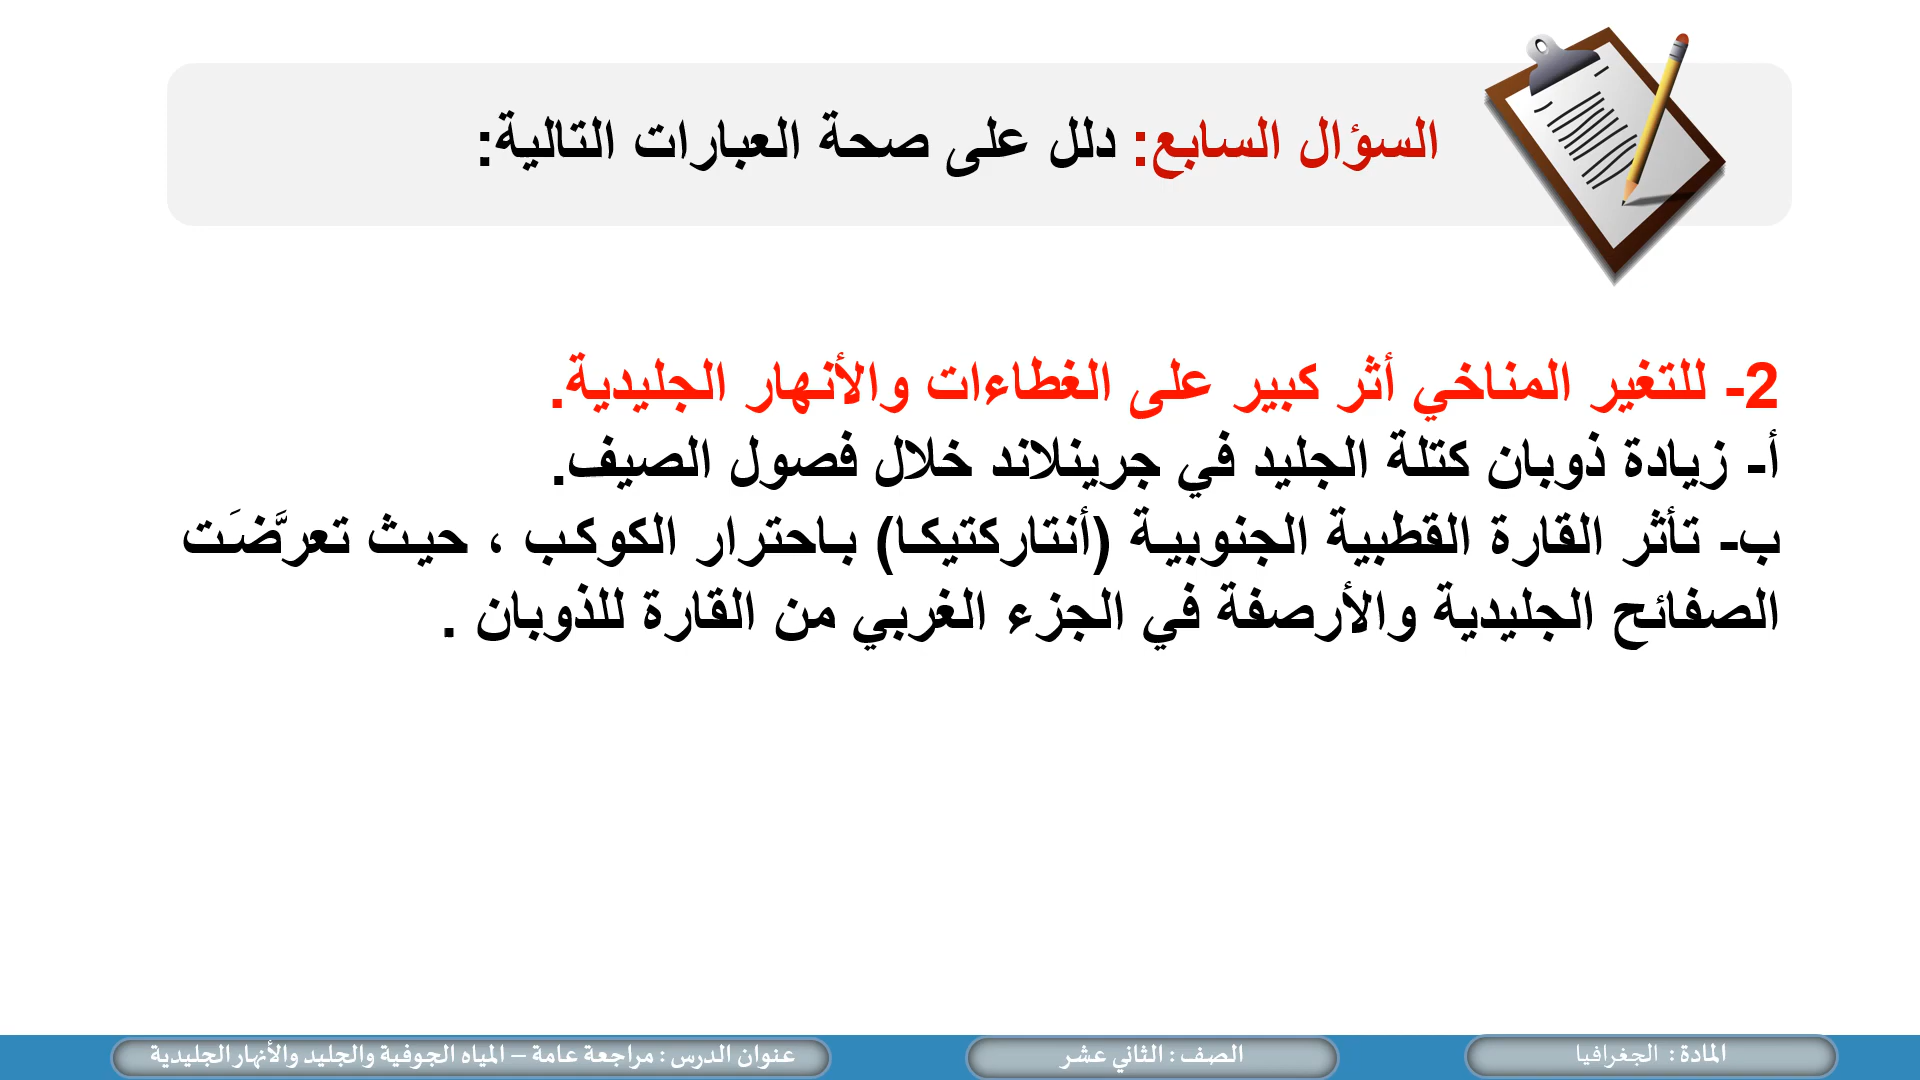 السؤال السابع: دلل على صحة العبارات التالية:
2- للتغير المناخي أثر كبير على الغطاءات والأنهار الجليدية.
أ- زيادة ذوبان كتلة الجليد في جرينلاند خلال فصول الصيف.
ب- تأثر القارة القطبية الجنوبيـة (أنتاركتيكـا) بـاحترار الكوكـب ، حيـث تعرَّضَـت
الصفائح الجليدية والأرصفة في الجزء الغربي من القارة للذوبان .
المادة : الجغرافيا
الصف : الثاني عشر
عنوان الدرس : مراجعة عامة – المياه الجوفية والجليد والأنهار الجليدية